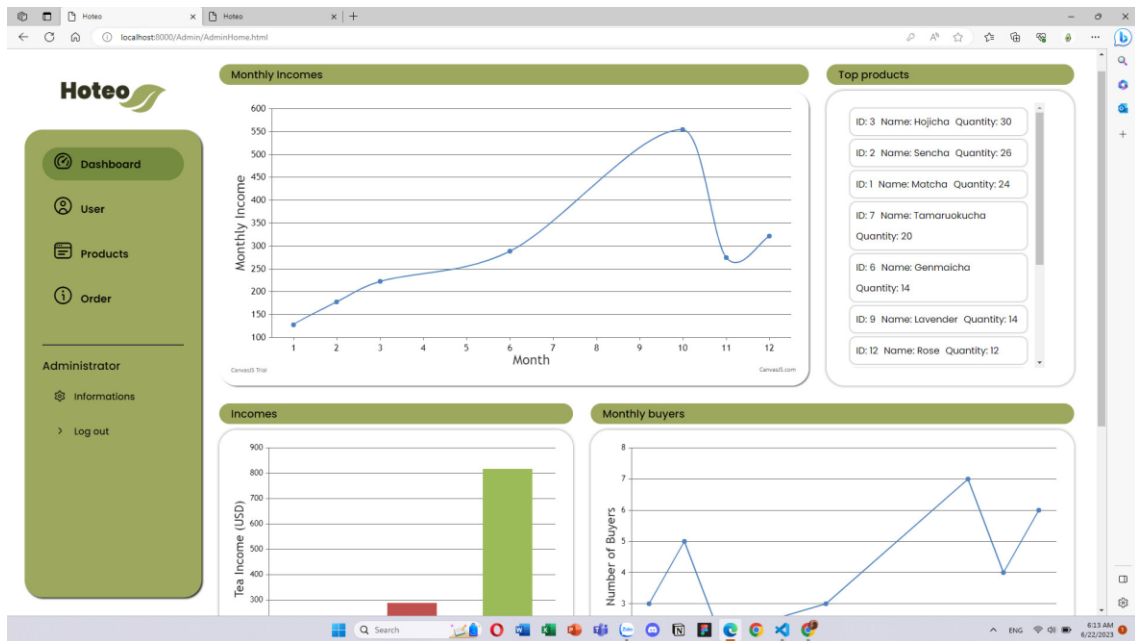 Hoteo
Hoteo
localhost:8000/Admin/AdminHome.html
Hoteo
Dashboard
User
Products
Order
Administrator
Informations
Log out
Monthly Incomes
600
550
500
450
400
350
300
250
200
150
100
Monthly Income
1 2 3 4 5 6 7 8 9 10 11 12
Month
CanvasJS Trial
CanvasJS.com
Top products
ID: 3 Name: Hojicha Quantity: 30
ID: 2 Name: Sencha Quantity: 26
ID: 1 Name: Matcha Quantity: 24
ID: 7 Name: Tamaruokucha
Quantity: 20
ID: 6 Name: Genmaicha
Quantity: 14
ID: 9 Name: Lavender Quantity: 14
ID: 12 Name: Rose Quantity: 12
Incomes
900
800
700
600
500
400
300
Tea Income (USD)
Monthly buyers
8
7
6
5
4
3
Number of Buyers
Search
ENG
6:13 AM
6/22/2023